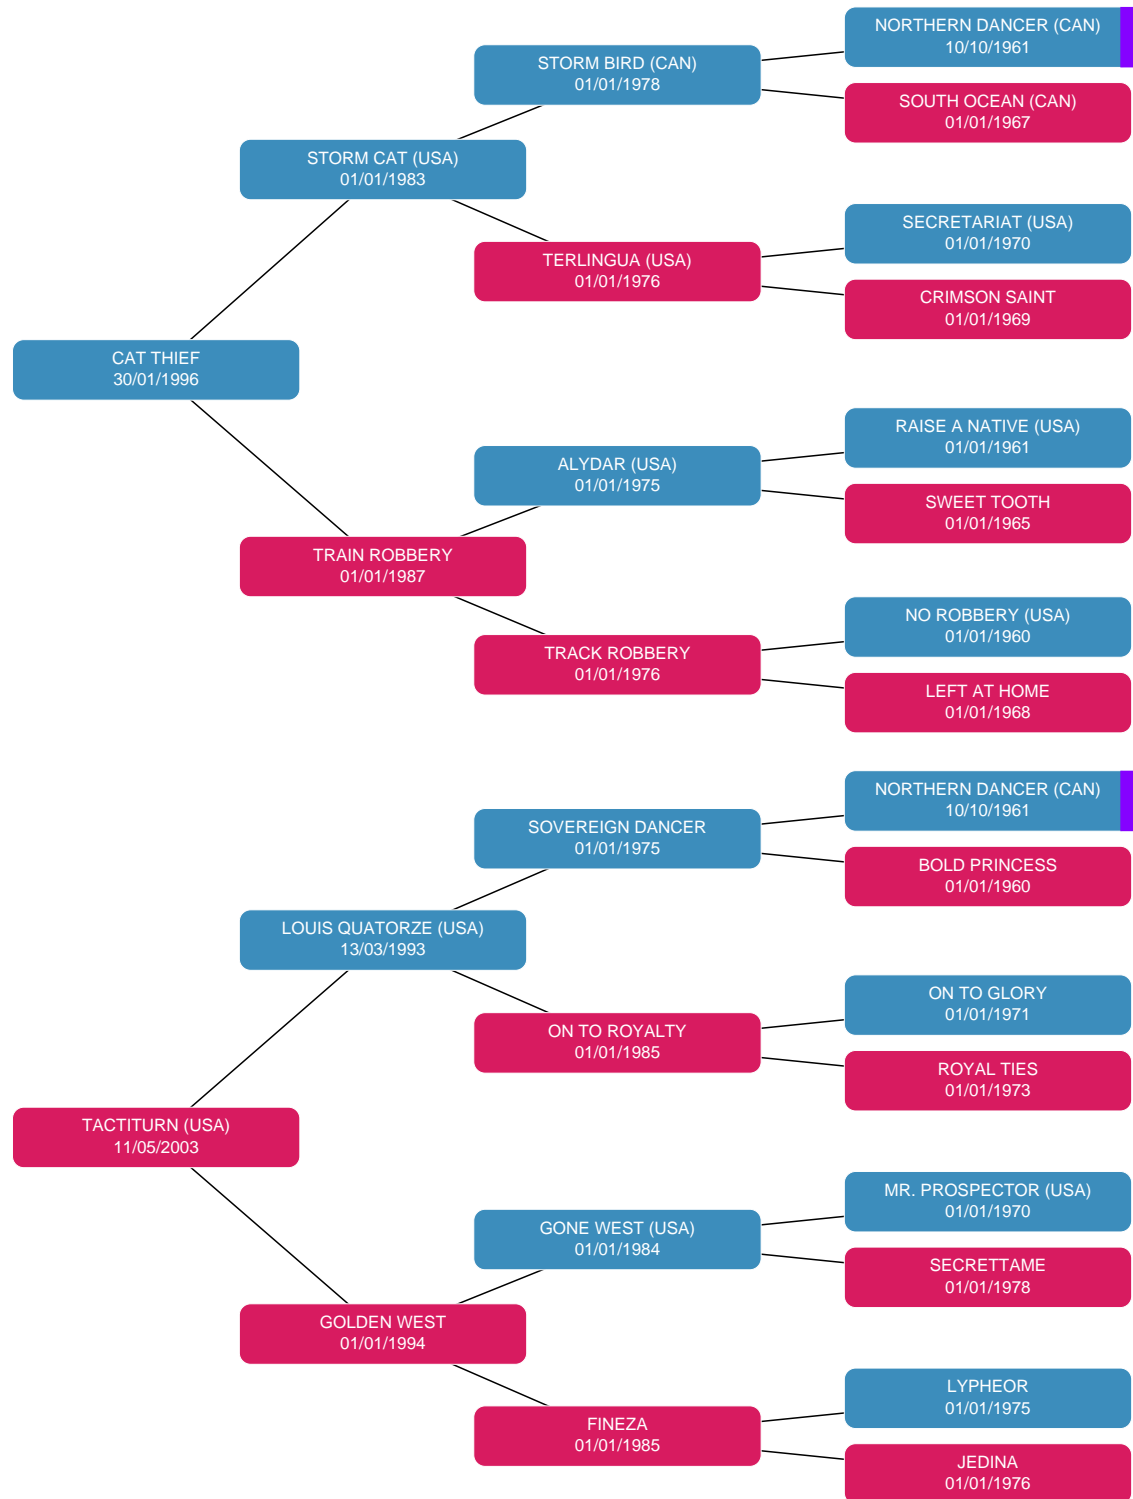 NORTHERN DANCER (CAN)
10/10/1961
STORM BIRD (CAN)
01/01/1978
SOUTH OCEAN (CAN)
01/01/1967
STORM CAT (USA)
01/01/1983
SECRETARIAT (USA)
01/01/1970
TERLINGUA (USA)
01/01/1976
CRIMSON SAINT
01/01/1969
CAT THIEF
30/01/1996
RAISE A NATIVE (USA)
01/01/1961
ALYDAR (USA)
01/01/1975
SWEET TOOTH
01/01/1965
TRAIN ROBBERY
01/01/1987
NO ROBBERY (USA)
01/01/1960
TRACK ROBBERY
01/01/1976
LEFT AT HOME
01/01/1968
NORTHERN DANCER (CAN)
10/10/1961
SOVEREIGN DANCER
01/01/1975
BOLD PRINCESS
01/01/1960
LOUIS QUATORZE (USA)
13/03/1993
ON TO GLORY
01/01/1971
ON TO ROYALTY
01/01/1985
ROYAL TIES
01/01/1973
TACTITURN (USA)
11/05/2003
MR. PROSPECTOR (USA)
01/01/1970
GONE WEST (USA)
01/01/1984
SECRETTAME
01/01/1978
GOLDEN WEST
01/01/1994
LYPHEOR
01/01/1975
FINEZA
01/01/1985
JEDINA
01/01/1976